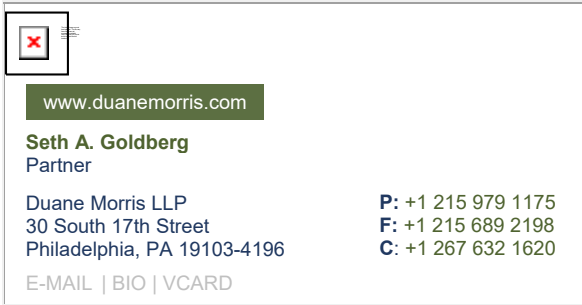 www.duanemorris.com
Seth A. Goldberg
Partner
Duane Morris LLP
30 South 17th Street
Philadelphia, PA 19103-4196
P: +1 215 979 1175
F: +1 215 689 2198
C: +1 267 632 1620
E-MAIL | BIO | VCARD